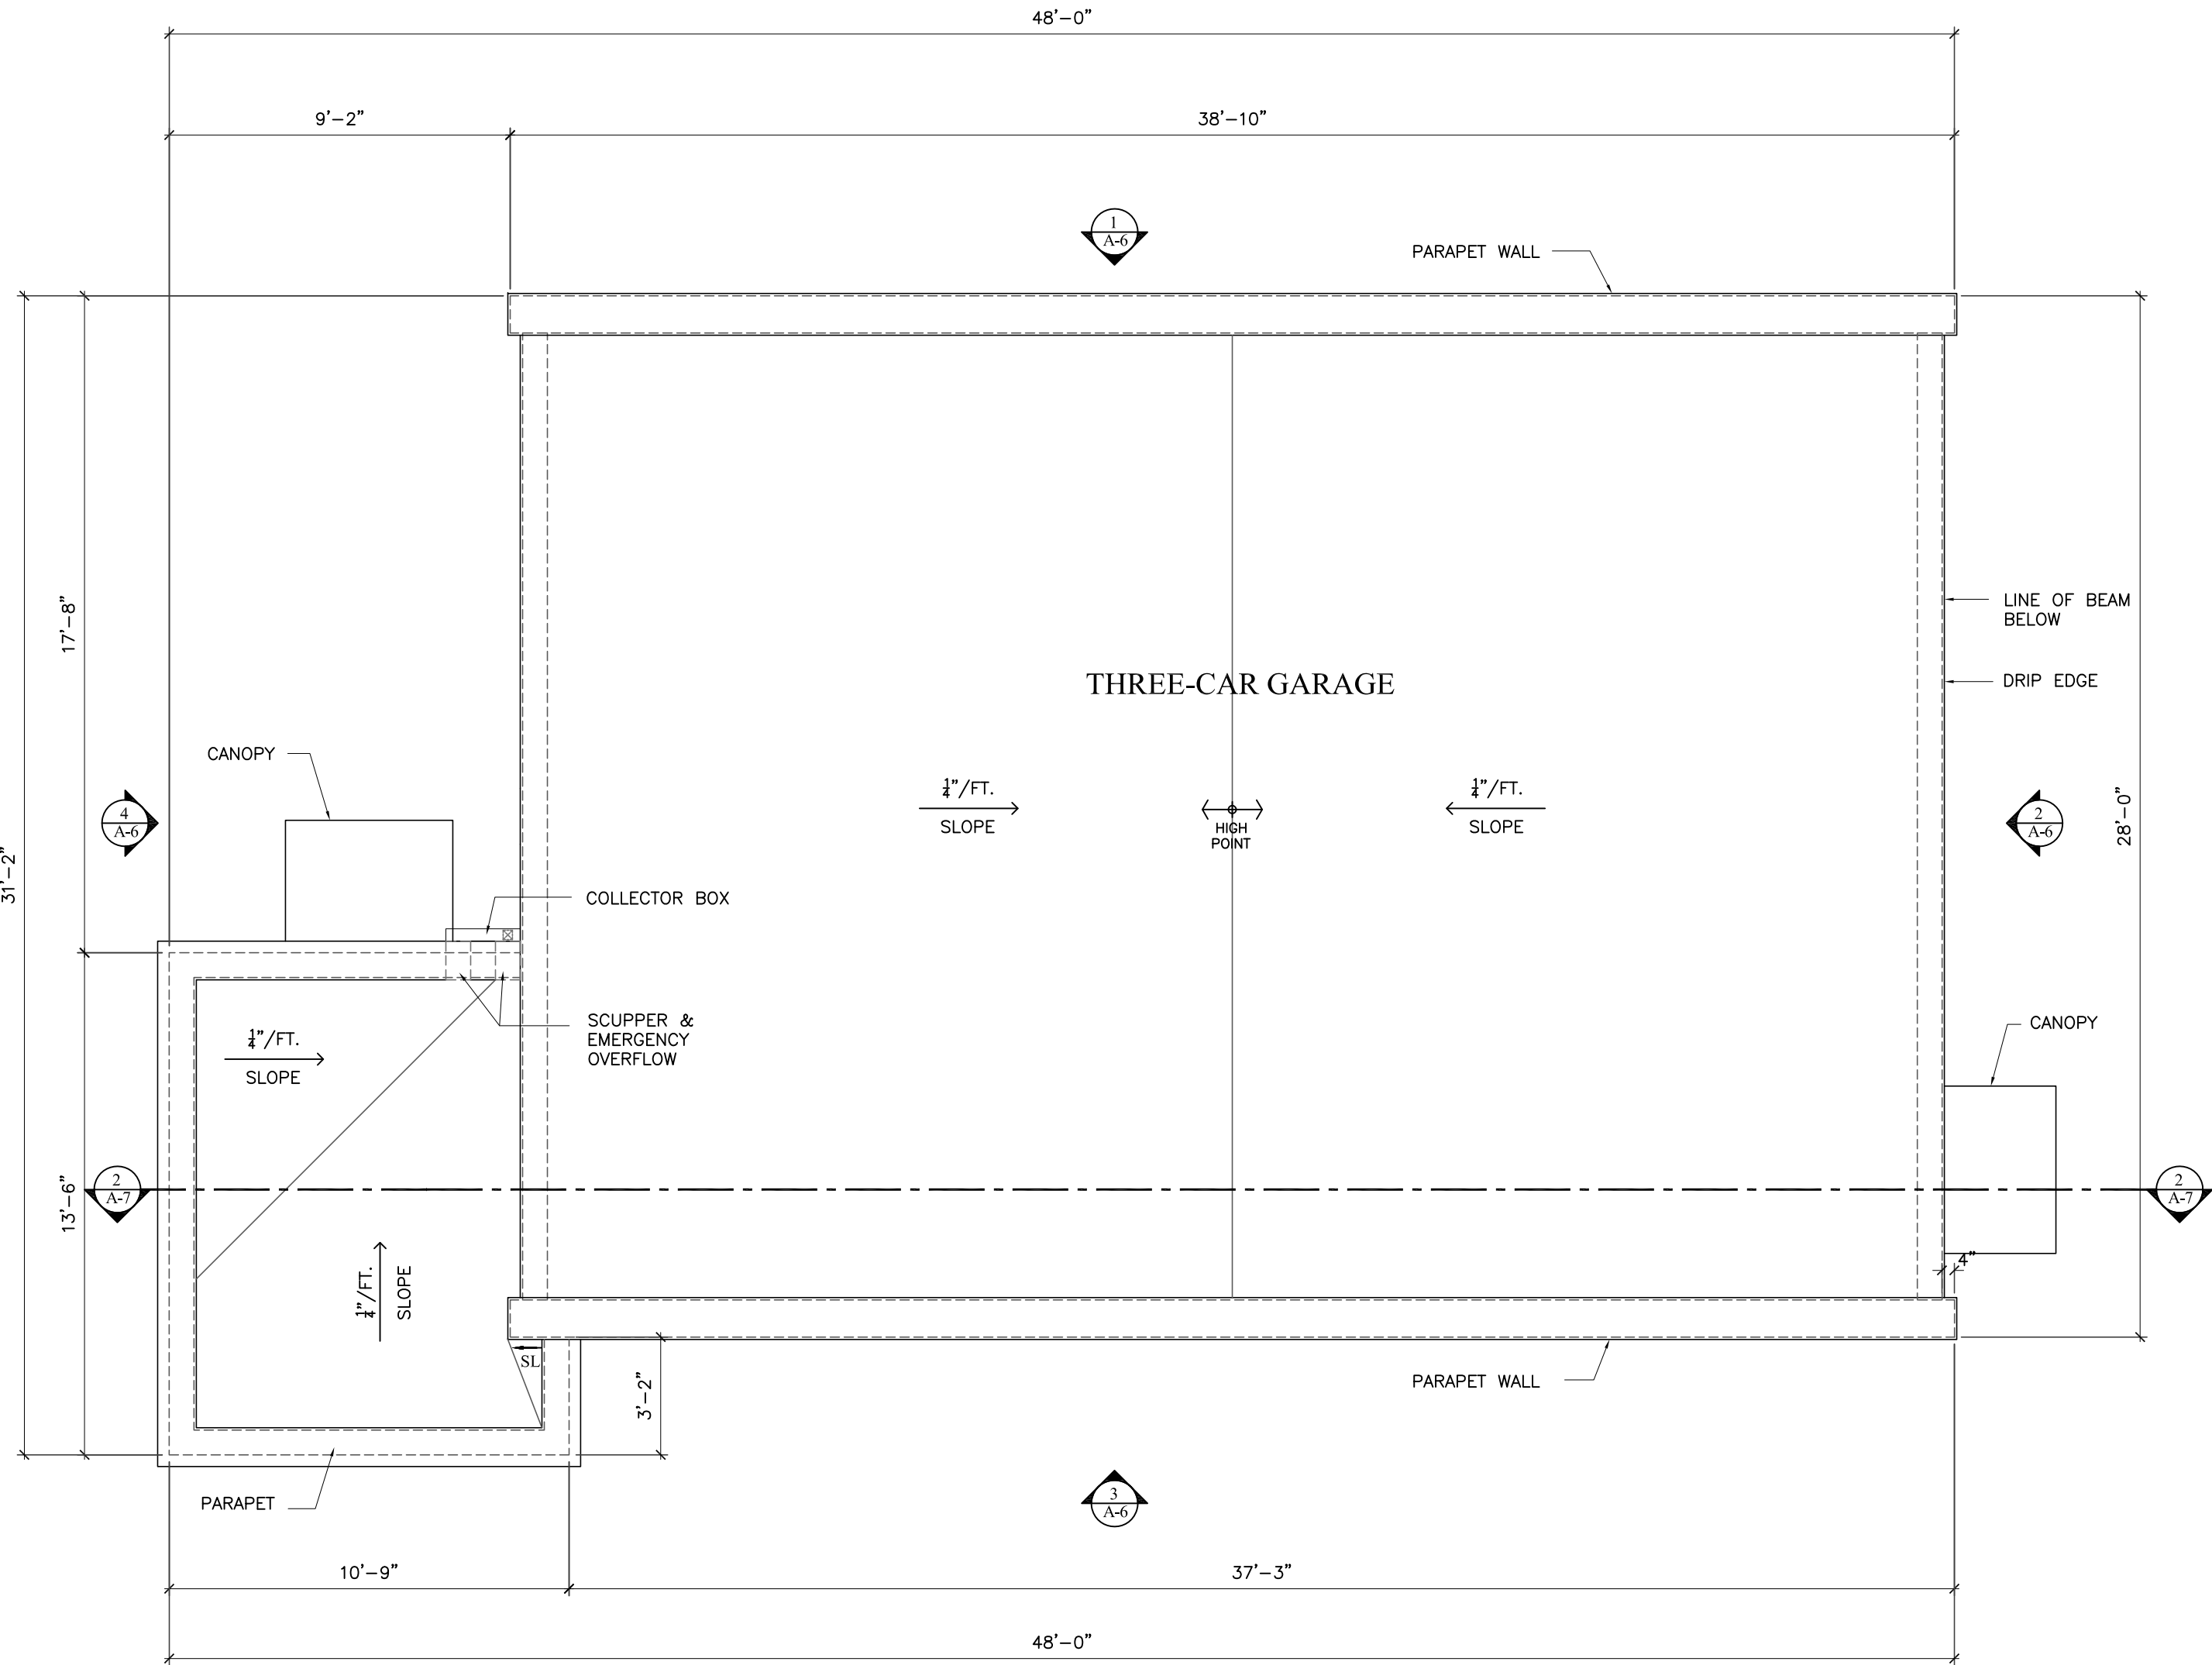 48'-0"
9'-2"
38'-10"
1
A-6
PARAPET WALL
17'-8"
LINE OF BEAM
BELOW
THREE-CAR GARAGE
DRIP EDGE
CANOPY
1/4"/FT.
SLOPE
HIGH
POINT
1/4"/FT.
SLOPE
4
A-6
2
A-6
28'-0"
31'-2"
COLLECTOR BOX
SCUPPER &
EMERGENCY
OVERFLOW
1/4"/FT.
SLOPE
CANOPY
13'-6"
2
A-7
2
A-7
1/4"/FT.
SLOPE
4"
SL
3'-2"
PARAPET WALL
PARAPET
3
A-6
10'-9"
37'-3"
48'-0"